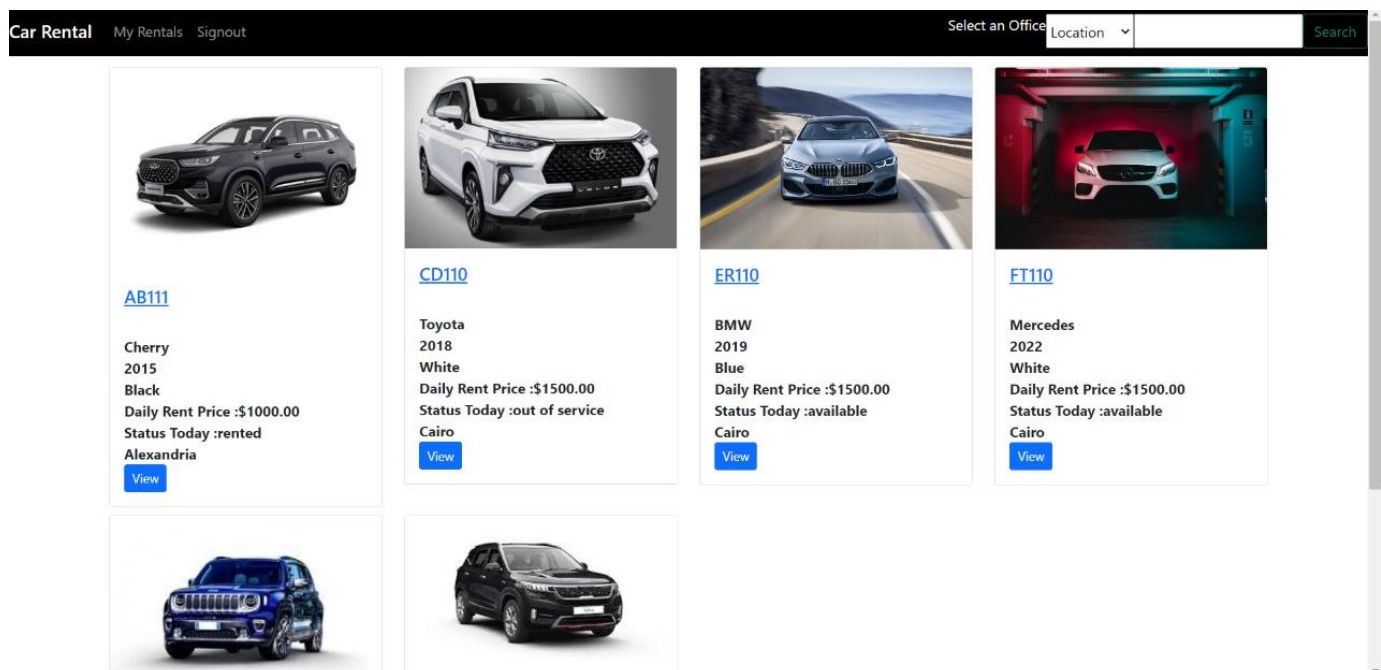 Car Rental My Rentals Signout Select an Office Location Search
AB111
Cherry
2015
Black
Daily Rent Price :$1000.00
Status Today :rented
Alexandria
View
CD110
Toyota
2018
White
Daily Rent Price :$1500.00
Status Today :out of service
Cairo
View
ER110
BMW
2019
Blue
Daily Rent Price :$1500.00
Status Today :available
Cairo
View
FT110
Mercedes
2022
White
Daily Rent Price :$1500.00
Status Today :available
Cairo
View